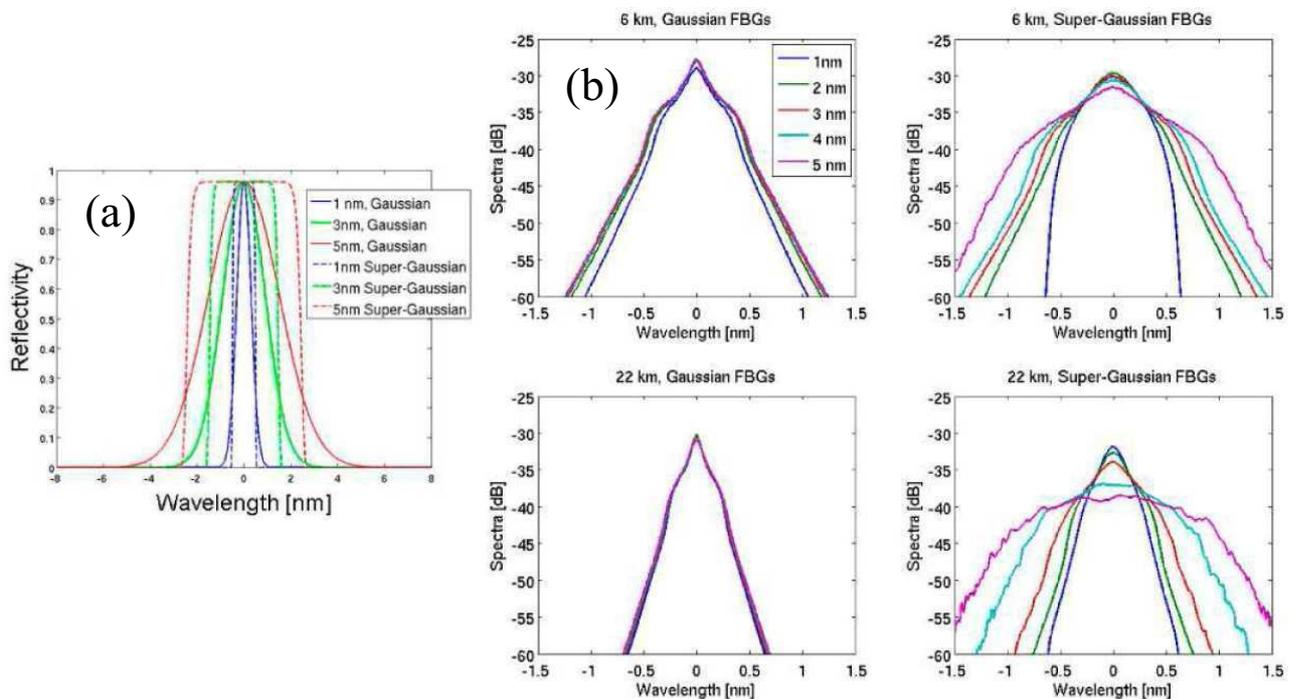 (a)
Reflectivity
1
0.9
0.8
0.7
0.6
0.5
0.4
0.3
0.2
0.1
0
-8
-6
-4
-2
0
2
4
6
8
Wavelength [nm]
1 nm, Gaussian
3nm, Gaussian
5nm, Gaussian
1nm Super-Gaussian
3nm Super-Gaussian
5nm Super-Gaussian
(b)
6 km, Gaussian FBGs
Spectra [dB]
-25
-30
-35
-40
-45
-50
-55
-60
-1.5
-1
-0.5
0
0.5
1
1.5
Wavelength [nm]
1nm
2 nm
3 nm
4 nm
5 nm
6 km, Super-Gaussian FBGs
Spectra [dB]
-25
-30
-35
-40
-45
-50
-55
-60
-1.5
-1
-0.5
0
0.5
1
1.5
Wavelength [nm]
22 km, Gaussian FBGs
Spectra [dB]
-25
-30
-35
-40
-45
-50
-55
-60
-1.5
-1
-0.5
0
0.5
1
1.5
Wavelength [nm]
22 km, Super-Gaussian FBGs
Spectra [dB]
-25
-30
-35
-40
-45
-50
-55
-60
-1.5
-1
-0.5
0
0.5
1
1.5
Wavelength [nm]